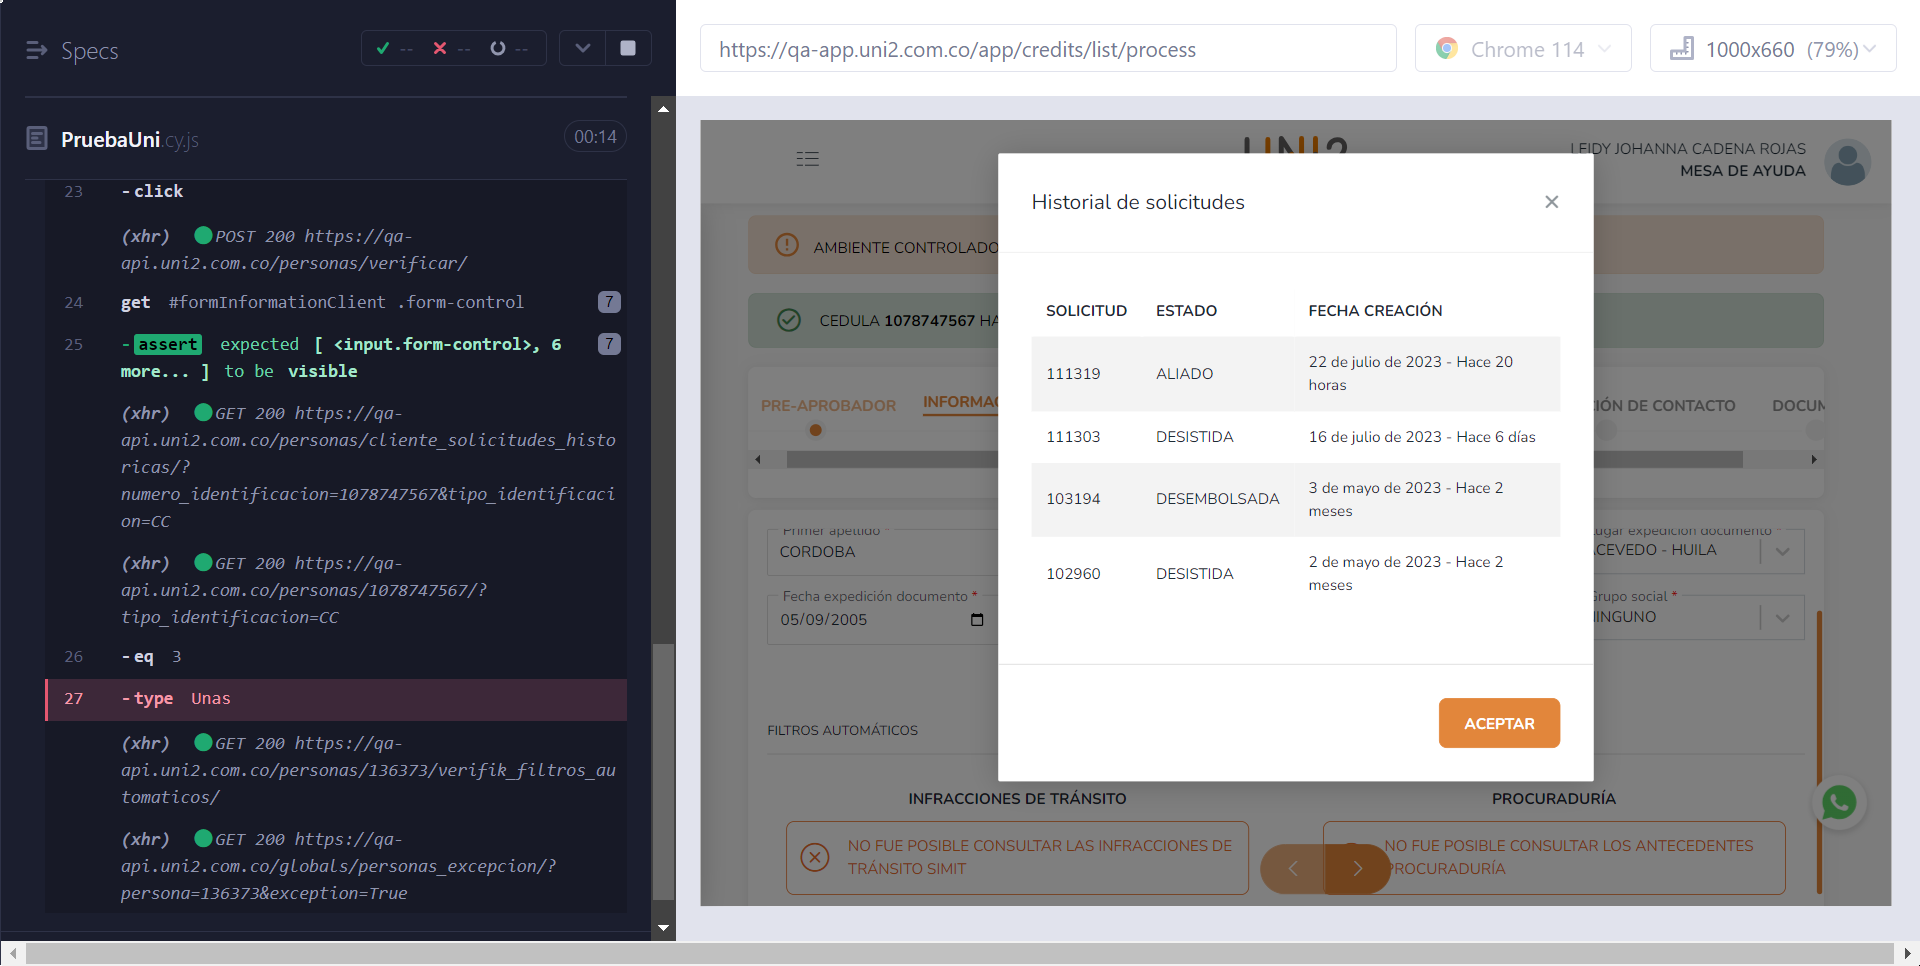 Specs
--
--
--
https://qa-app.uni2.com.co/app/credits/list/process
Chrome 114
1000x660 (79%)
PruebaUni.cy.js
00:14
23 -click
(xhr) POST 200 https://qa-
api.uni2.com.co/personas/verificar/
24 get #formInformationClient .form-control 7
25 -assert expected [ <input.form-control>, 6 7
more... ] to be visible
(xhr) GET 200 https://qa-
api.uni2.com.co/personas/cliente_solicitudes_histo
ricas/?
numero_identificacion=1078747567&tipo_identificaci
on=CC
(xhr) GET 200 https://qa-
api.uni2.com.co/personas/1078747567/?
tipo_identificacion=CC
26 -eq 3
27 -type Unas
(xhr) GET 200 https://qa-
api.uni2.com.co/personas/136373/verifik_filtros_au
tomaticos/
(xhr) GET 200 https://qa-
api.uni2.com.co/globals/personas_excepcion/?
persona=136373&exception=True
UNI2
LEIDY JOHANNA CADENA ROJAS
MESA DE AYUDA
AMBIENTE CONTROLADO
CEDULA 1078747567 HA
PRE-APROBADOR
INFORMAC
IÓN DE CONTACTO
DOCUM
Primer apellido *
CORDOBA
ugar expedición documento *
CEVEDO - HUILA
Fecha expedición documento *
05/09/2005
Grupo social *
NINGUNO
FILTROS AUTOMÁTICOS
INFRACCIONES DE TRÁNSITO
PROCURADURÍA
NO FUE POSIBLE CONSULTAR LAS INFRACCIONES DE
TRÁNSITO SIMIT
NO FUE POSIBLE CONSULTAR LOS ANTECEDENTES
PROCURADURÍA
Historial de solicitudes
SOLICITUD ESTADO FECHA CREACIÓN
111319 ALIADO 22 de julio de 2023 - Hace 20
horas
111303 DESISTIDA 16 de julio de 2023 - Hace 6 días
103194 DESEMBOLSADA 3 de mayo de 2023 - Hace 2
meses
102960 DESISTIDA 2 de mayo de 2023 - Hace 2
meses
ACEPTAR